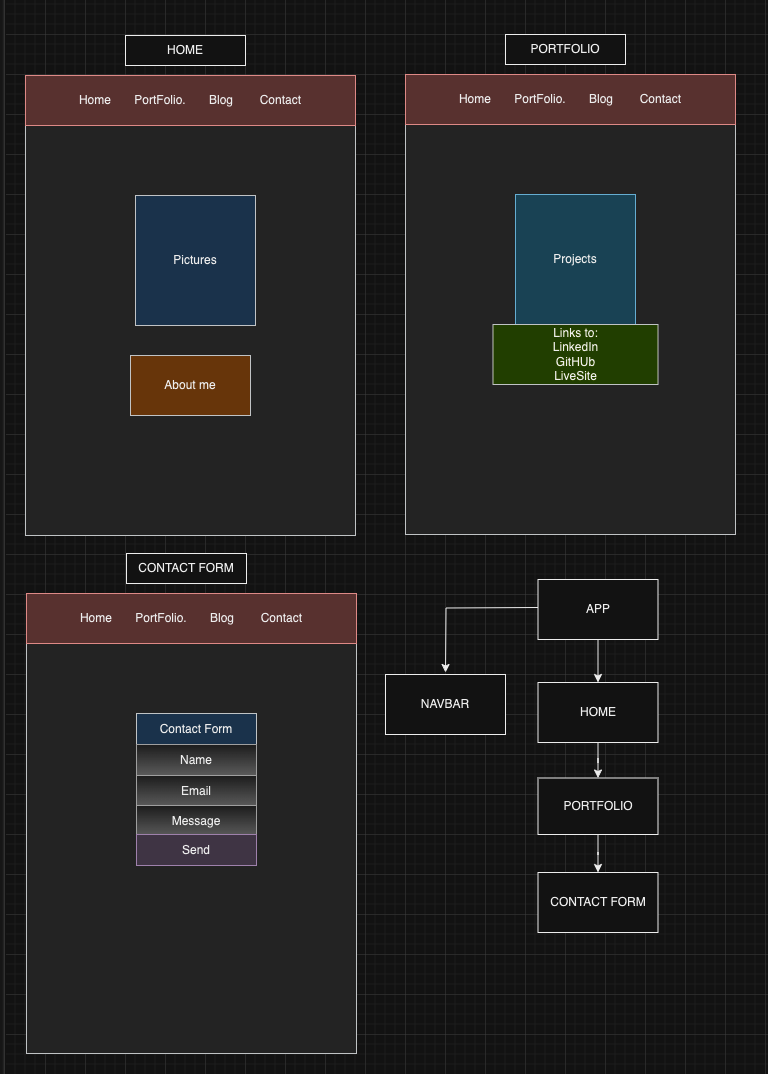 HOME
Home PortFolio. Blog Contact
Pictures
About me
PORTFOLIO
Home PortFolio. Blog Contact
Projects
Links to:
LinkedIn
GitHUb
LiveSite
CONTACT FORM
Home PortFolio. Blog Contact
Contact Form
Name
Email
Message
Send
APP
NAVBAR
HOME
PORTFOLIO
CONTACT FORM